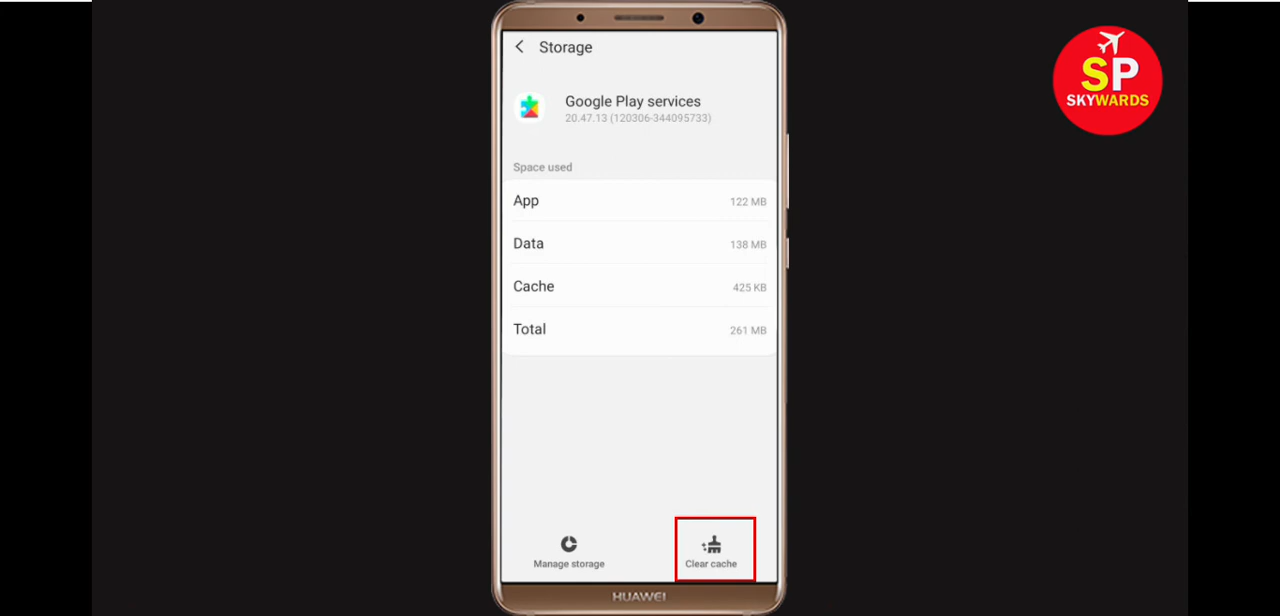 Storage
Google Play services
20.47.13 (120306-344095733)
Space used
App 122 MB
Data 138 MB
Cache 425 KB
Total 261 MB
Manage storage
Clear cache
HUAWEI
SP
SKYWARDS